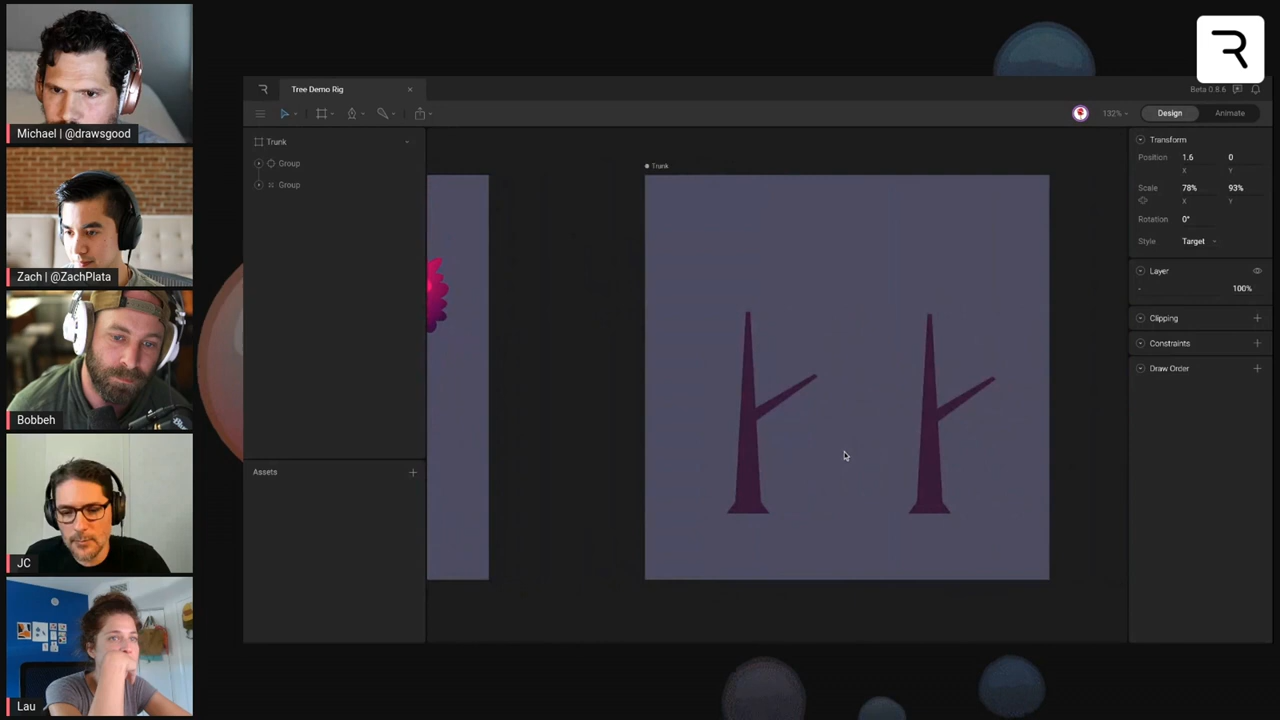 Michael | @drawsgood
Zach | @ZachPlata
Bobbeh
JC
Lau
Tree Demo Rig
Beta 0.8.6
132%
Design
Animate
Trunk
Group
Group
Assets
Trunk
Transform
Position 1.6 0
X Y
Scale 78% 93%
X Y
Rotation 0°
Style Target
Layer
- 100%
Clipping
Constraints
Draw Order